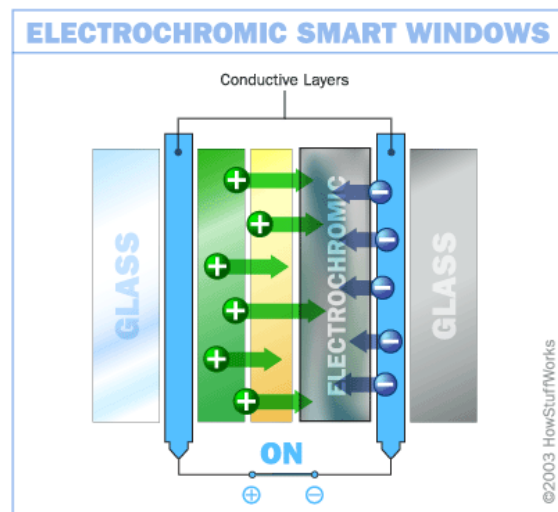 ELECTROCHROMIC SMART WINDOWS
Conductive Layers
GLASS
ELECTROCHROMIC
GLASS
ON
©2003 HowStuffWorks